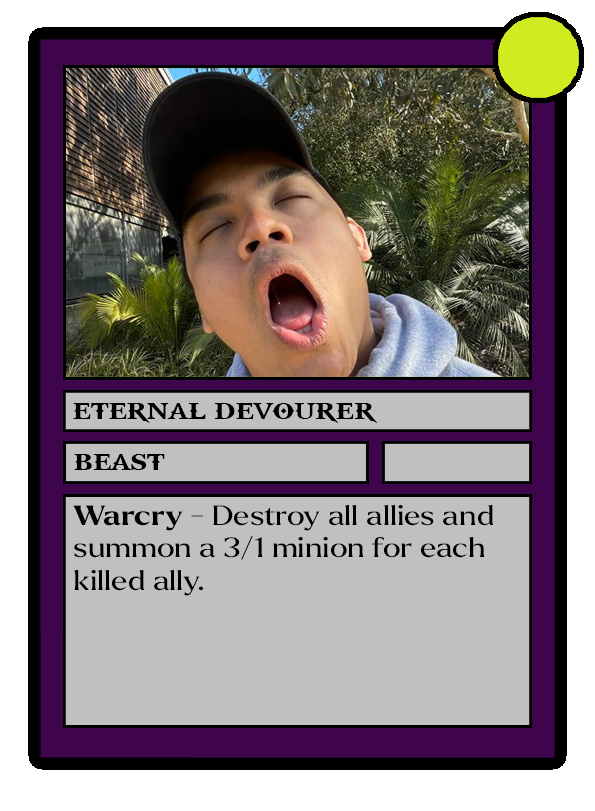 ETERNAL DEVOURER
BEAST
Warcry – Destroy all allies and
summon a 3/1 minion for each
killed ally.